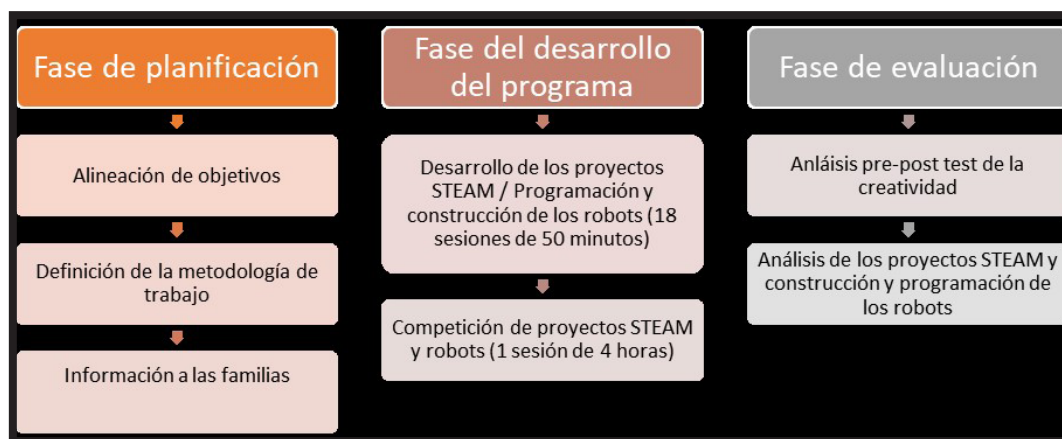 Fase de planificación
Alineación de objetivos
Definición de la metodología de
trabajo
Información a las familias
Fase del desarrollo
del programa
Desarrollo de los proyectos
STEAM / Programación y
construcción de los robots (18
sesiones de 50 minutos)
Competición de proyectos STEAM
y robots (1 sesión de 4 horas)
Fase de evaluación
Anláisis pre-post test de la
creatividad
Análisis de los proyectos STEAM y
construcción y programación de
los robots